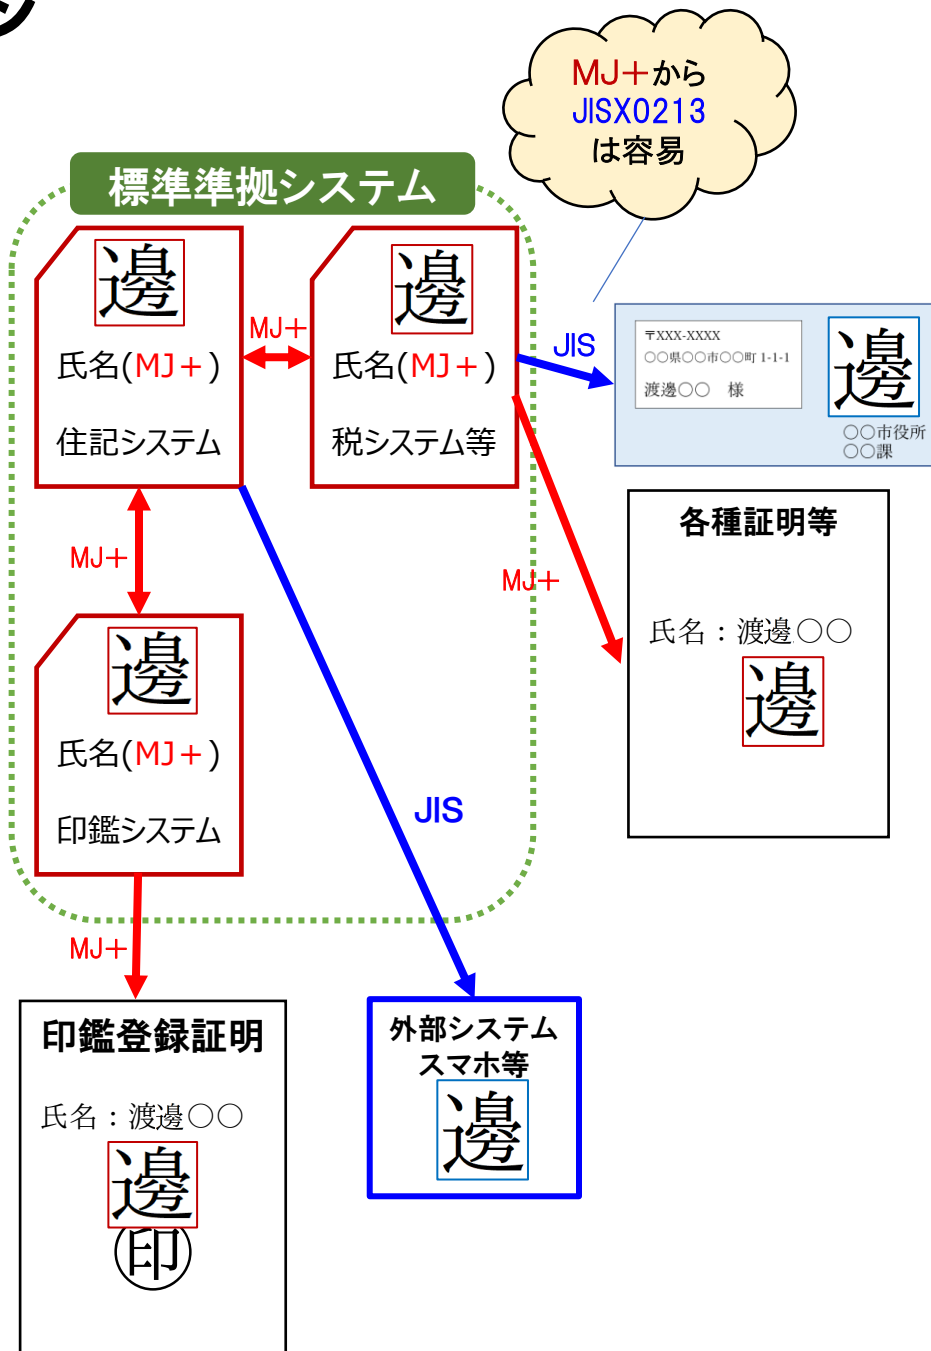 MJ+から
JISX0213
は容易
標準準拠システム
邉
氏名(MJ+)
住記システム
MJ+
邉
氏名(MJ+)
税システム等
JIS
〒XXX-XXXX
〇〇県〇〇市〇〇町 1-1-1
渡邊〇〇 様
邊
〇〇市役所
〇〇課
MJ+
各種証明等
氏名：渡邊〇〇
邊
MJ+
邊
氏名(MJ+)
印鑑システム
JIS
MJ+
印鑑登録証明
氏名：渡邊〇〇
邊
印
外部システム
スマホ等
邊